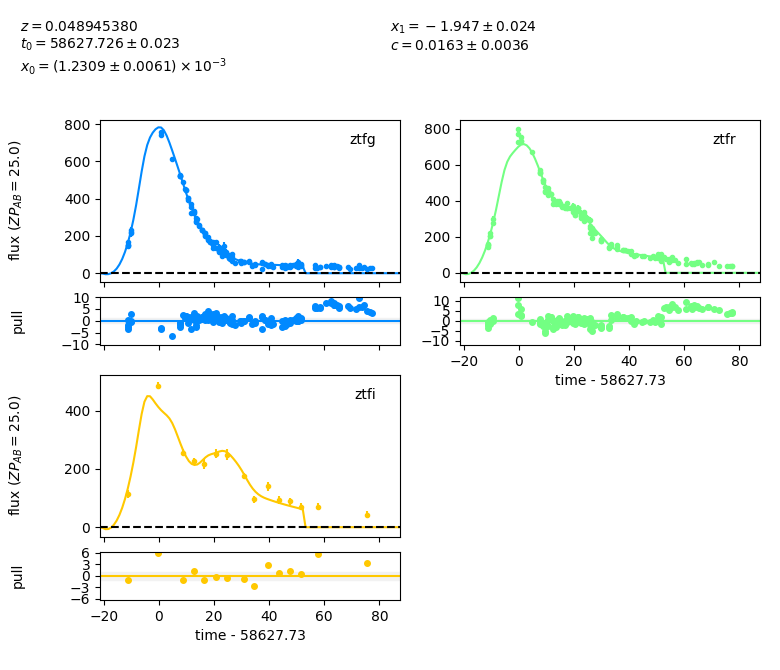 z = 0.048945380
t₀ = 58627.726 ± 0.023
x₀ = (1.2309 ± 0.0061) × 10⁻³
x₁ = −1.947 ± 0.024
c = 0.0163 ± 0.0036
flux (ZP_AB = 25.0)
800
600
400
200
0
ztfg
800
600
400
200
0
ztfr
pull
10
5
0
−5
−10
10
5
0
−5
−10
−20 0 20 40 60 80
time - 58627.73
flux (ZP_AB = 25.0)
400
200
0
ztfi
pull
6
3
0
−3
−6
−20 0 20 40 60 80
time - 58627.73